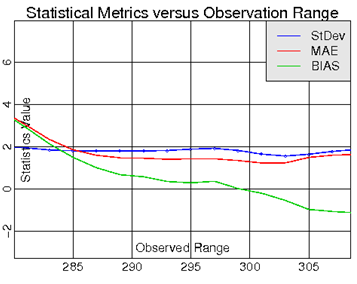 Statistical Metrics versus Observation Range
StDev
MAE
BIAS
6
4
2
0
-2
Statistics Value
Observed Range
285
290
295
300
305